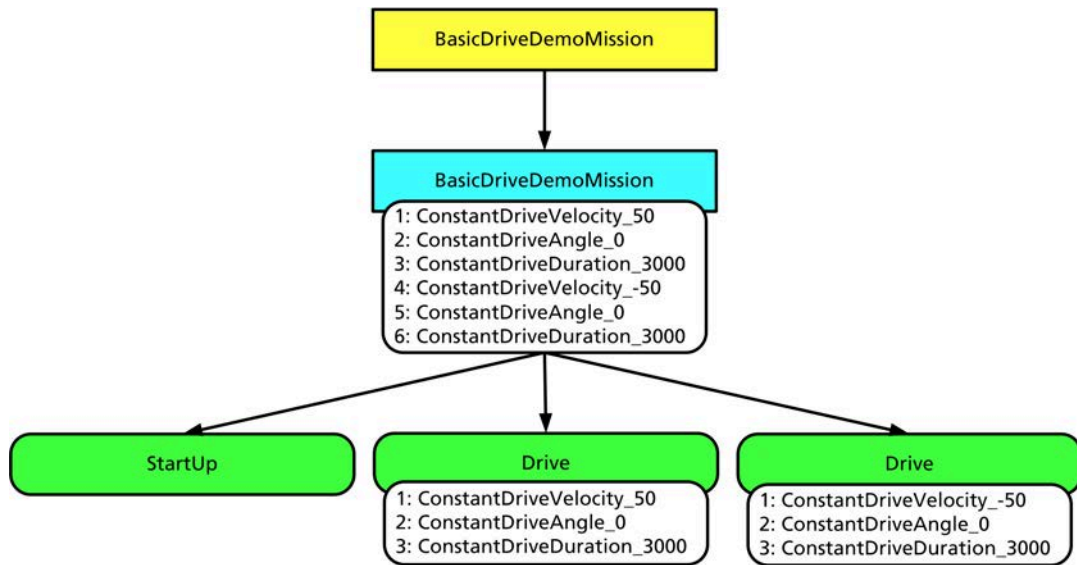 BasicDriveDemoMission
BasicDriveDemoMission
1: ConstantDriveVelocity_50
2: ConstantDriveAngle_0
3: ConstantDriveDuration_3000
4: ConstantDriveVelocity_-50
5: ConstantDriveAngle_0
6: ConstantDriveDuration_3000
StartUp
Drive
1: ConstantDriveVelocity_50
2: ConstantDriveAngle_0
3: ConstantDriveDuration_3000
Drive
1: ConstantDriveVelocity_-50
2: ConstantDriveAngle_0
3: ConstantDriveDuration_3000